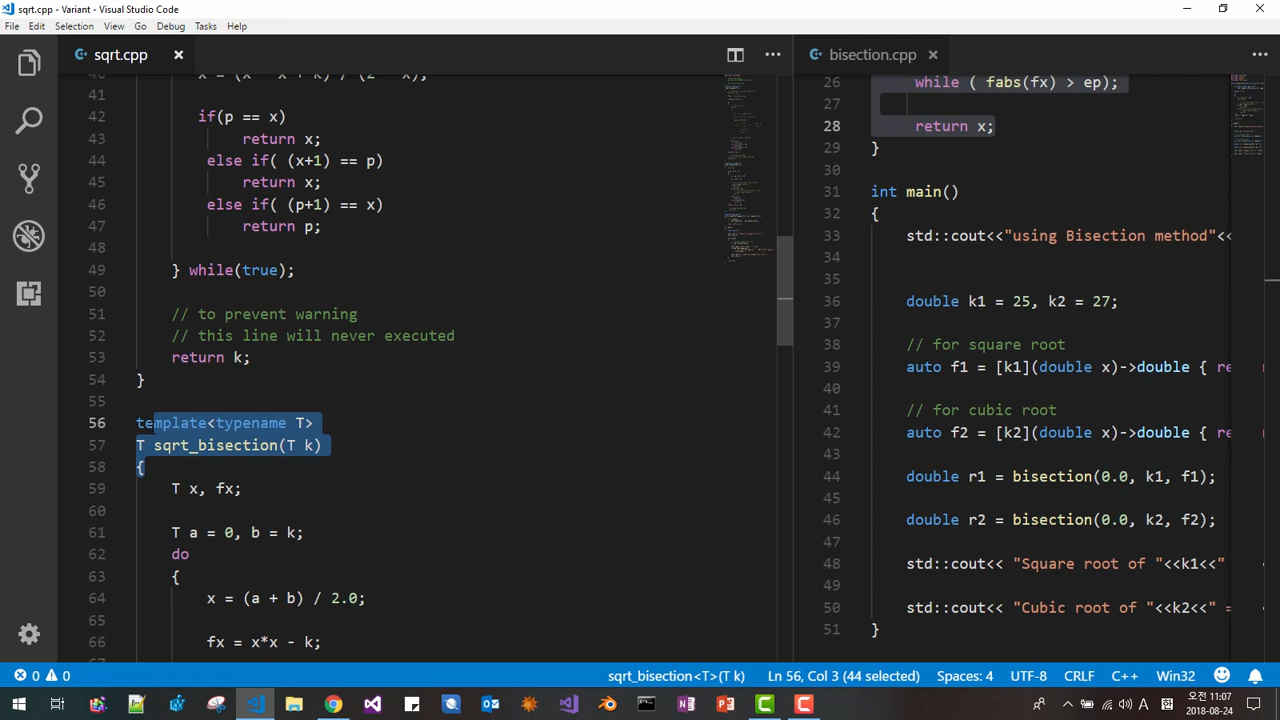 sqrt.cpp - Variant - Visual Studio Code
File Edit Selection View Go Debug Tasks Help
sqrt.cpp
41
42 if(p == x)
43 return x;
44 else if( (x+1) == p)
45 return x;
46 else if( (p+1) == x)
47 return p;
48
49 } while(true);
50
51 // to prevent warning
52 // this line will never executed
53 return k;
54 }
55
56 template<typename T>
57 T sqrt_bisection(T k)
58 {
59 T x, fx;
60
61 T a = 0, b = k;
62 do
63 {
64 x = (a + b) / 2.0;
65
66 fx = x*x - k;
bisection.cpp
26 while ( fabs(fx) > ep);
27
28 return x;
29 }
30
31 int main()
32 {
33 std::cout<<"using Bisection method"<<
34
35
36 double k1 = 25, k2 = 27;
37
38 // for square root
39 auto f1 = [k1](double x)->double { re
40
41 // for cubic root
42 auto f2 = [k2](double x)->double { re
43
44 double r1 = bisection(0.0, k1, f1);
45
46 double r2 = bisection(0.0, k2, f2);
47
48 std::cout<< "Square root of "<<k1<<"
49
50 std::cout<< "Cubic root of "<<k2<<" =
51 }
0 0 sqrt_bisection<T>(T k) Ln 56, Col 3 (44 selected) Spaces: 4 UTF-8 CRLF C++ Win32
A 오전 11:07
2018-08-24